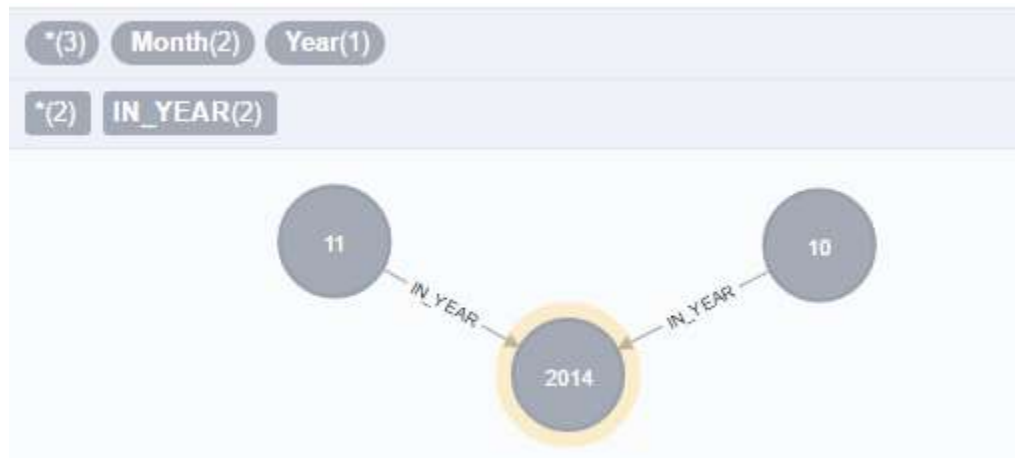 *(3) Month(2) Year(1)
*(2) IN_YEAR(2)
11
10
IN_YEAR
IN_YEAR
2014